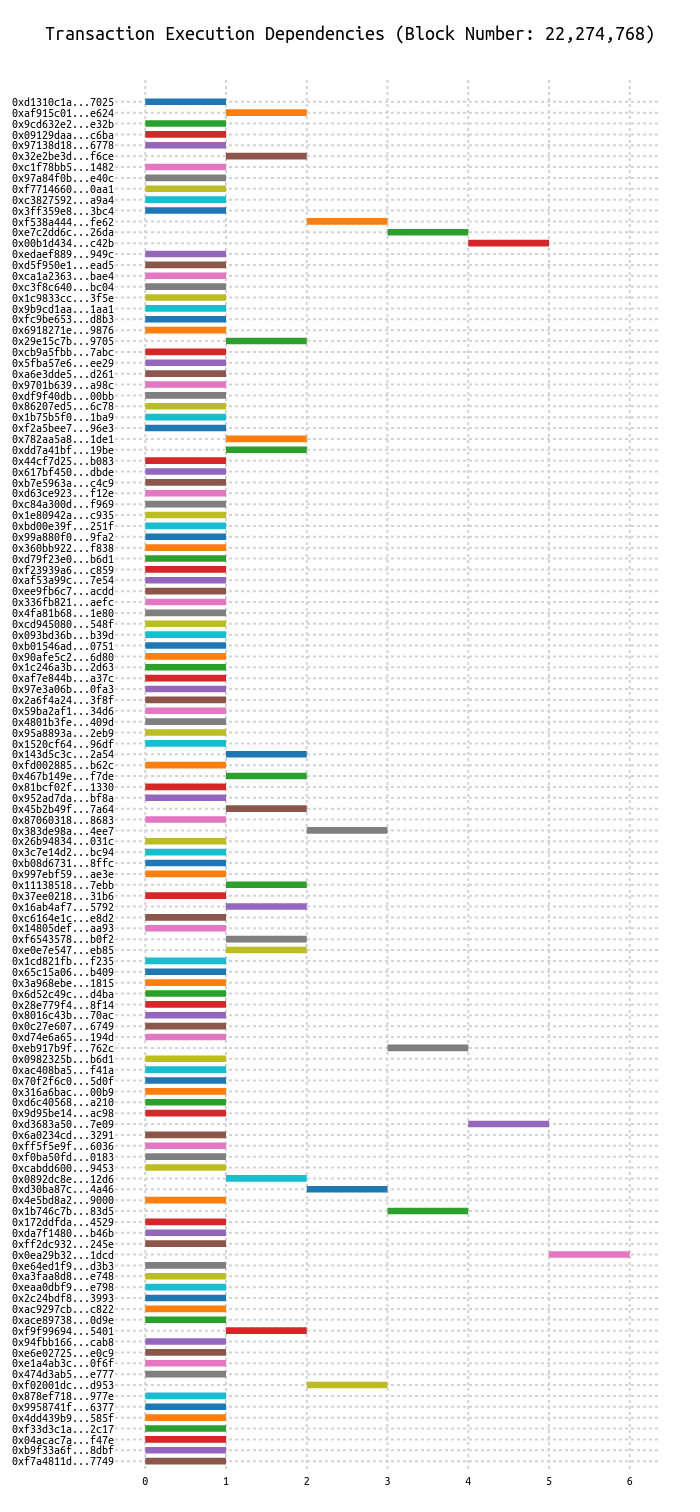 Transaction Execution Dependencies (Block Number: 22,274,768)
0xd1310c1a...7025
0xaf915c01...e624
0x9cd632e2...e32b
0x09129daa...c6ba
0x97138d18...6778
0x32e2be3d...f6ce
0xc1f78bb5...1482
0x97a84f0b...e40c
0xf7714660...0aa1
0xc3827592...a9a4
0x3ff359e8...3bc4
0xf538a444...fe62
0xe7c2dd6c...26da
0x00b1d434...c42b
0xedaef889...949c
0xd5f950e1...ead5
0xca1a2363...bae4
0xc3f8c640...bc04
0x1c9833cc...3f5e
0x9b9cd1aa...1aa1
0xfc9be653...d8b3
0x6918271e...9876
0x29e15c7b...9705
0xcb9a5fbb...7abc
0x5fba57e6...ee29
0xa6e3dde5...d261
0x9701b639...a98c
0xdf9f40db...00bb
0x86207ed5...6c78
0x1b75b5f0...1ba9
0xf2a5bee7...96e3
0x782aa5a8...1de1
0xdd7a41bf...19be
0x44cf7d25...b083
0x617bf450...dbde
0xb7e5963a...c4c9
0xd63ce923...f12e
0xc84a300d...f969
0x1e80942a...c935
0xbd00e39f...251f
0x99a880f0...9fa2
0x360bb922...f838
0xd79f23e0...b6d1
0xf23939a6...c859
0xaf53a99c...7e54
0xee9fb6c7...acdd
0x336fb821...aefc
0x4fa81b68...1e80
0xcd945080...548f
0x093bd36b...b39d
0xb01546ad...0751
0x90afe5c2...6d80
0x1c246a3b...2d63
0xaf7e844b...a37c
0x97e3a06b...0fa3
0x2a6f4a24...3f8f
0x59ba2af1...34d6
0x4801b3fe...409d
0x95a8893a...2eb9
0x1520cf64...96df
0x143d5c3c...2a54
0xfd002885...b62c
0x467b149e...f7de
0x81bcf02f...1330
0x952ad7da...bf8a
0x45b2b49f...7a64
0x87060318...8683
0x383de98a...4ee7
0x26b94834...031c
0x3c7e14d2...bc94
0xb08d6731...8ffc
0x997ebf59...ae3e
0x11138518...7ebb
0x37ee0218...31b6
0x16ab4af7...5792
0xc6164e1c...e8d2
0x14805def...aa93
0xf6543578...b0f2
0xe0e7e547...eb85
0x1cd821fb...f235
0x65c15a06...b409
0x3a968ebe...1815
0x6d52c49c...d4ba
0x28e779f4...8f14
0x8016c43b...70ac
0x0c27e607...6749
0xd74e6a65...194d
0xeb917b9f...762c
0x0982325b...b6d1
0xac408ba5...f41a
0x70f2f6c0...5d0f
0x316a6bac...00b9
0xd6c40568...a210
0x9d95be14...ac98
0xd3683a50...7e09
0x6a0234cd...3291
0xff5f5e9f...6036
0xf0ba50fd...0183
0xcabdd600...9453
0x0892dc8e...12d6
0xd30ba87c...4a46
0x4e5bd8a2...9000
0x1b746c7b...83d5
0x172ddfda...4529
0xda7f1480...b46b
0xff2dc932...245e
0x0ea29b32...1dcd
0xe64ed1f9...d3b3
0xa3faa8d8...e748
0xeaa0dbf9...e798
0x2c24bdf8...3993
0xac9297cb...c822
0xace89738...0d9e
0xf9f99694...5401
0x94fbb166...cab8
0xe6e02725...e0c9
0xe1a4ab3c...0f6f
0x474d3ab5...e777
0xf02001dc...d953
0x878ef718...977e
0x9958741f...6377
0x4dd439b9...585f
0xf33d3c1a...2c17
0x04acac7a...f47e
0xb9f33a6f...8dbf
0xf7a4811d...7749
0 1 2 3 4 5 6